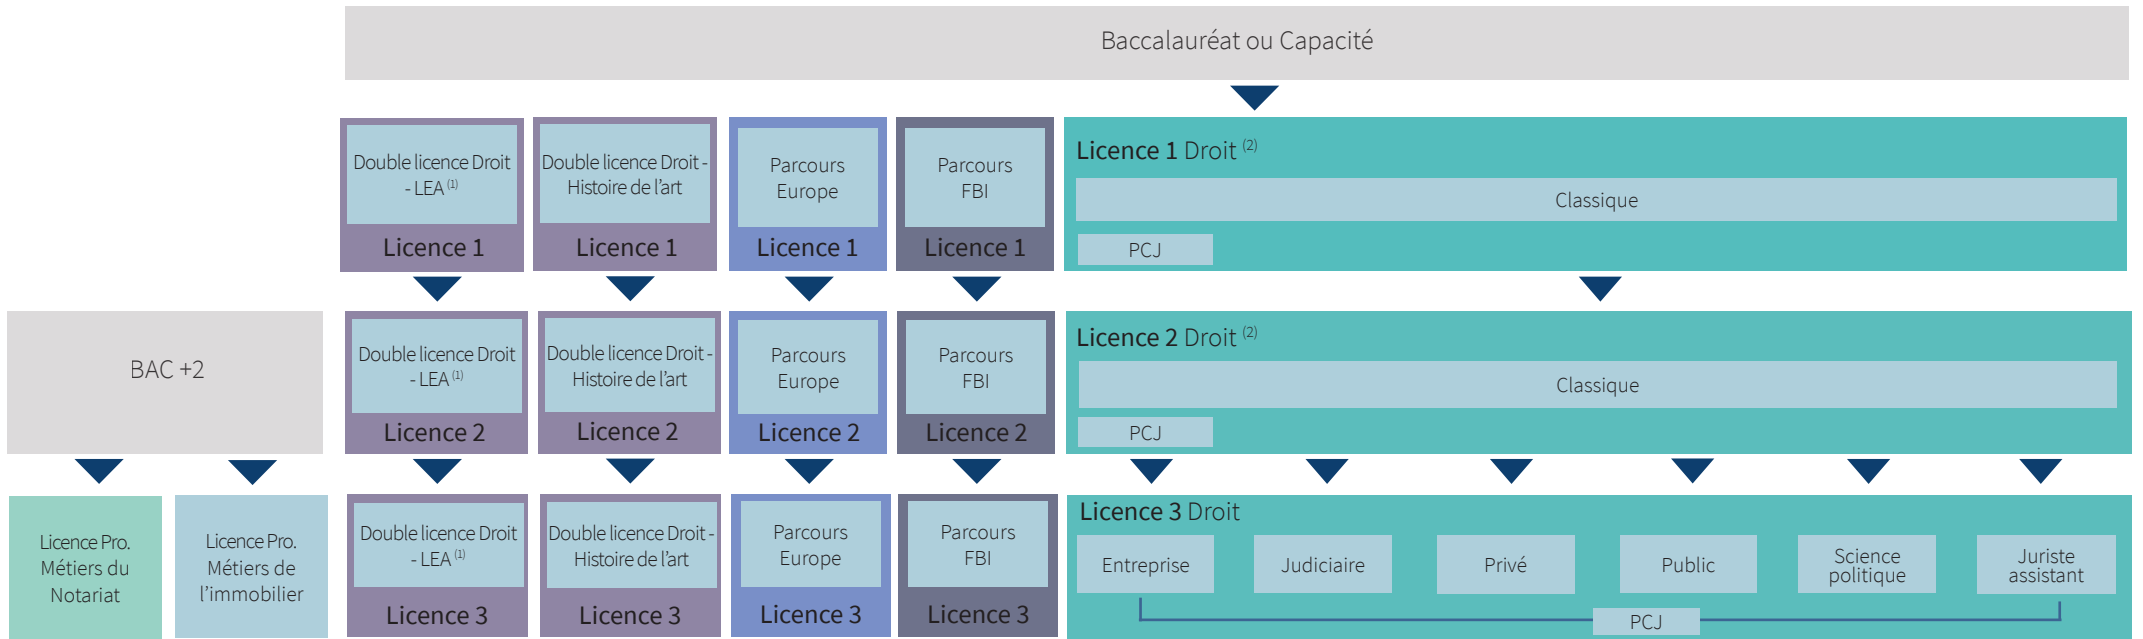 Baccalauréat ou Capacité
Double licence Droit
- LEA (1)
Licence 1
Double licence Droit -
Histoire de l'art
Licence 1
Parcours
Europe
Licence 1
Parcours
FBI
Licence 1
Licence 1 Droit (2)
Classique
PCJ
BAC +2
Double licence Droit
- LEA (1)
Licence 2
Double licence Droit -
Histoire de l'art
Licence 2
Parcours
Europe
Licence 2
Parcours
FBI
Licence 2
Licence 2 Droit (2)
Classique
PCJ
Licence Pro.
Métiers du
Notariat
Licence Pro.
Métiers de
l'immobilier
Double licence Droit
- LEA (1)
Licence 3
Double licence Droit -
Histoire de l'art
Licence 3
Parcours
Europe
Licence 3
Parcours
FBI
Licence 3
Licence 3 Droit
Entreprise
Judiciaire
Privé
Public
Science
politique
Juriste
assistant
PCJ